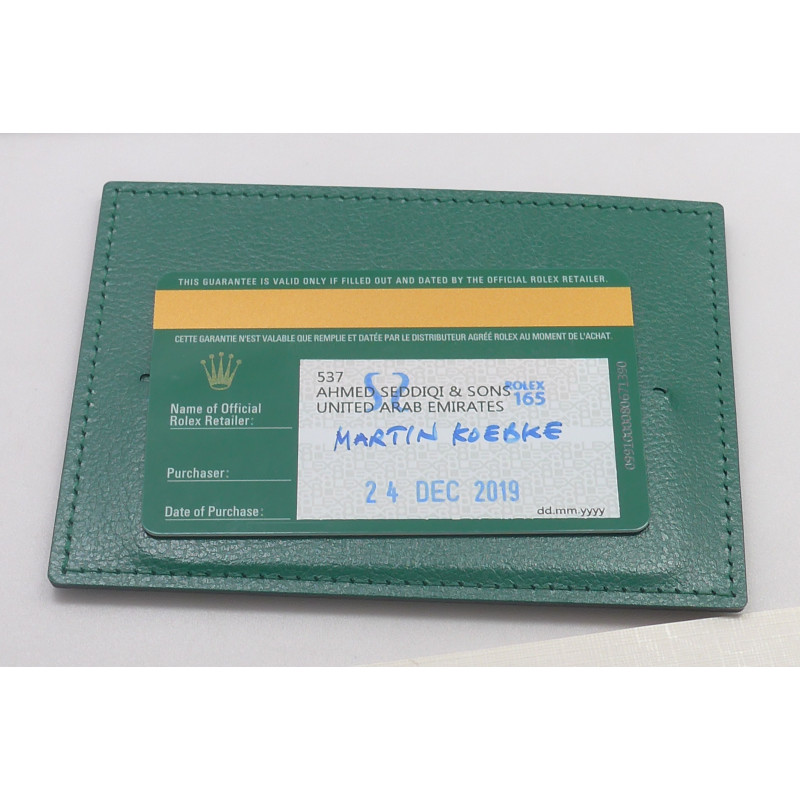 THIS GUARANTEE IS VALID ONLY IF FILLED OUT AND DATED BY THE OFFICIAL ROLEX RETAILER.
CETTE GARANTIE N'EST VALABLE QUE REMPLIE ET DATÉE PAR LE DISTRIBUTEUR AGRÉÉ ROLEX AU MOMENT DE L'ACHAT.
Name of Official
Rolex Retailer:
537
AHMED SEDDIQI & SONS
UNITED ARAB EMIRATES
ROLEX
165
Purchaser:
MARTIN KOEBKE
Date of Purchase:
24 DEC 2019
dd.mm.yyyy